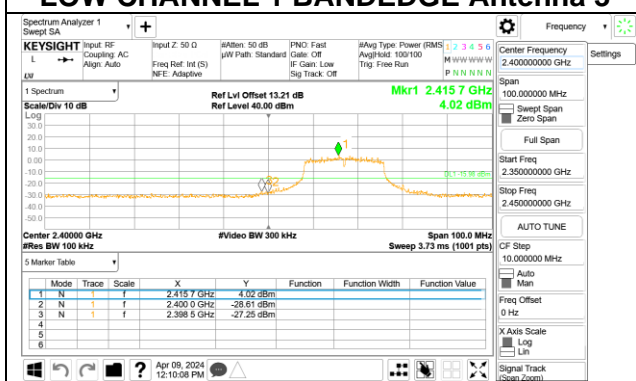 LOW CHANNEL 1 BANDEDGE Antenna 3
Spectrum Analyzer 1
Swept SA
+
Frequency
KEYSIGHT
L
Input: RF
Coupling: AC
Align: Auto
Input Z: 50 Ω
Freq Ref: Int (S)
NFE: Adaptive
#Atten: 50 dB
µW Path: Standard
PNO: Fast
Gate: Off
IF Gain: Low
Sig Track: Off
#Avg Type: Power (RMS
Avg|Hold: 100/100
Trig: Free Run
1 2 3 4 5 6
M W W W W W
P N N N N N
Center Frequency
2.400000000 GHz
Settings
Span
100.000000 MHz
Swept Span
Zero Span
Full Span
Start Freq
2.350000000 GHz
Stop Freq
2.450000000 GHz
AUTO TUNE
CF Step
10.000000 MHz
Auto
Man
Freq Offset
0 Hz
X Axis Scale
Log
Lin
Signal Track
(Span Zoom)
1 Spectrum
Scale/Div 10 dB
Ref Lvl Offset 13.21 dB
Ref Level 40.00 dBm
Mkr1 2.415 7 GHz
4.02 dBm
Log
30.0
20.0
10.0
0.00
-10.0
-20.0
-30.0
-40.0
-50.0
1
2
Center 2.40000 GHz
#Res BW 100 kHz
#Video BW 300 kHz
Span 100.0 MHz
Sweep 3.73 ms (1001 pts)
5 Marker Table
Mode Trace Scale X Y Function Function Width Function Value
1 N 1 f 2.415 7 GHz 4.02 dBm
2 N 1 f 2.400 0 GHz -28.61 dBm
3 N 1 f 2.398 5 GHz -27.25 dBm
4
5
6
?
Apr 09, 2024
12:10:08 PM